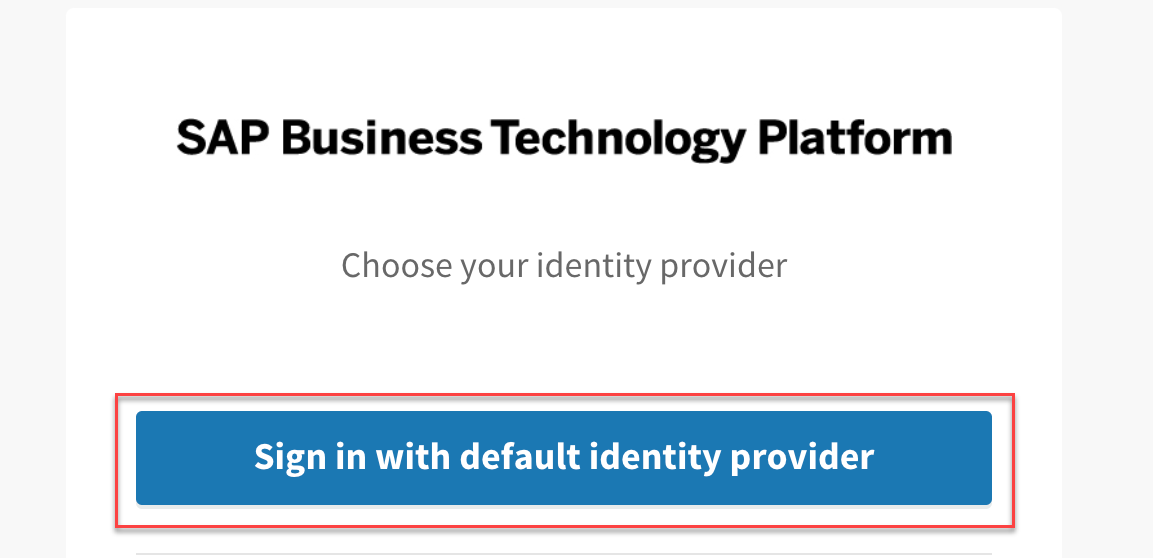 SAP Business Technology Platform
Choose your identity provider
Sign in with default identity provider